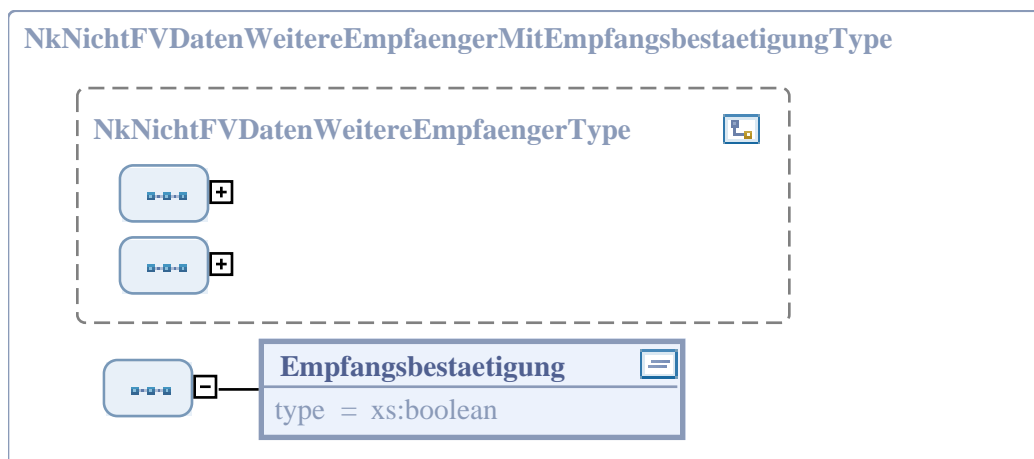 NkNichtFVDatenWeitereEmpfaengerMitEmpfangsbestaetigungType
NkNichtFVDatenWeitereEmpfaengerType
Empfangsbestaetigung
type = xs:boolean